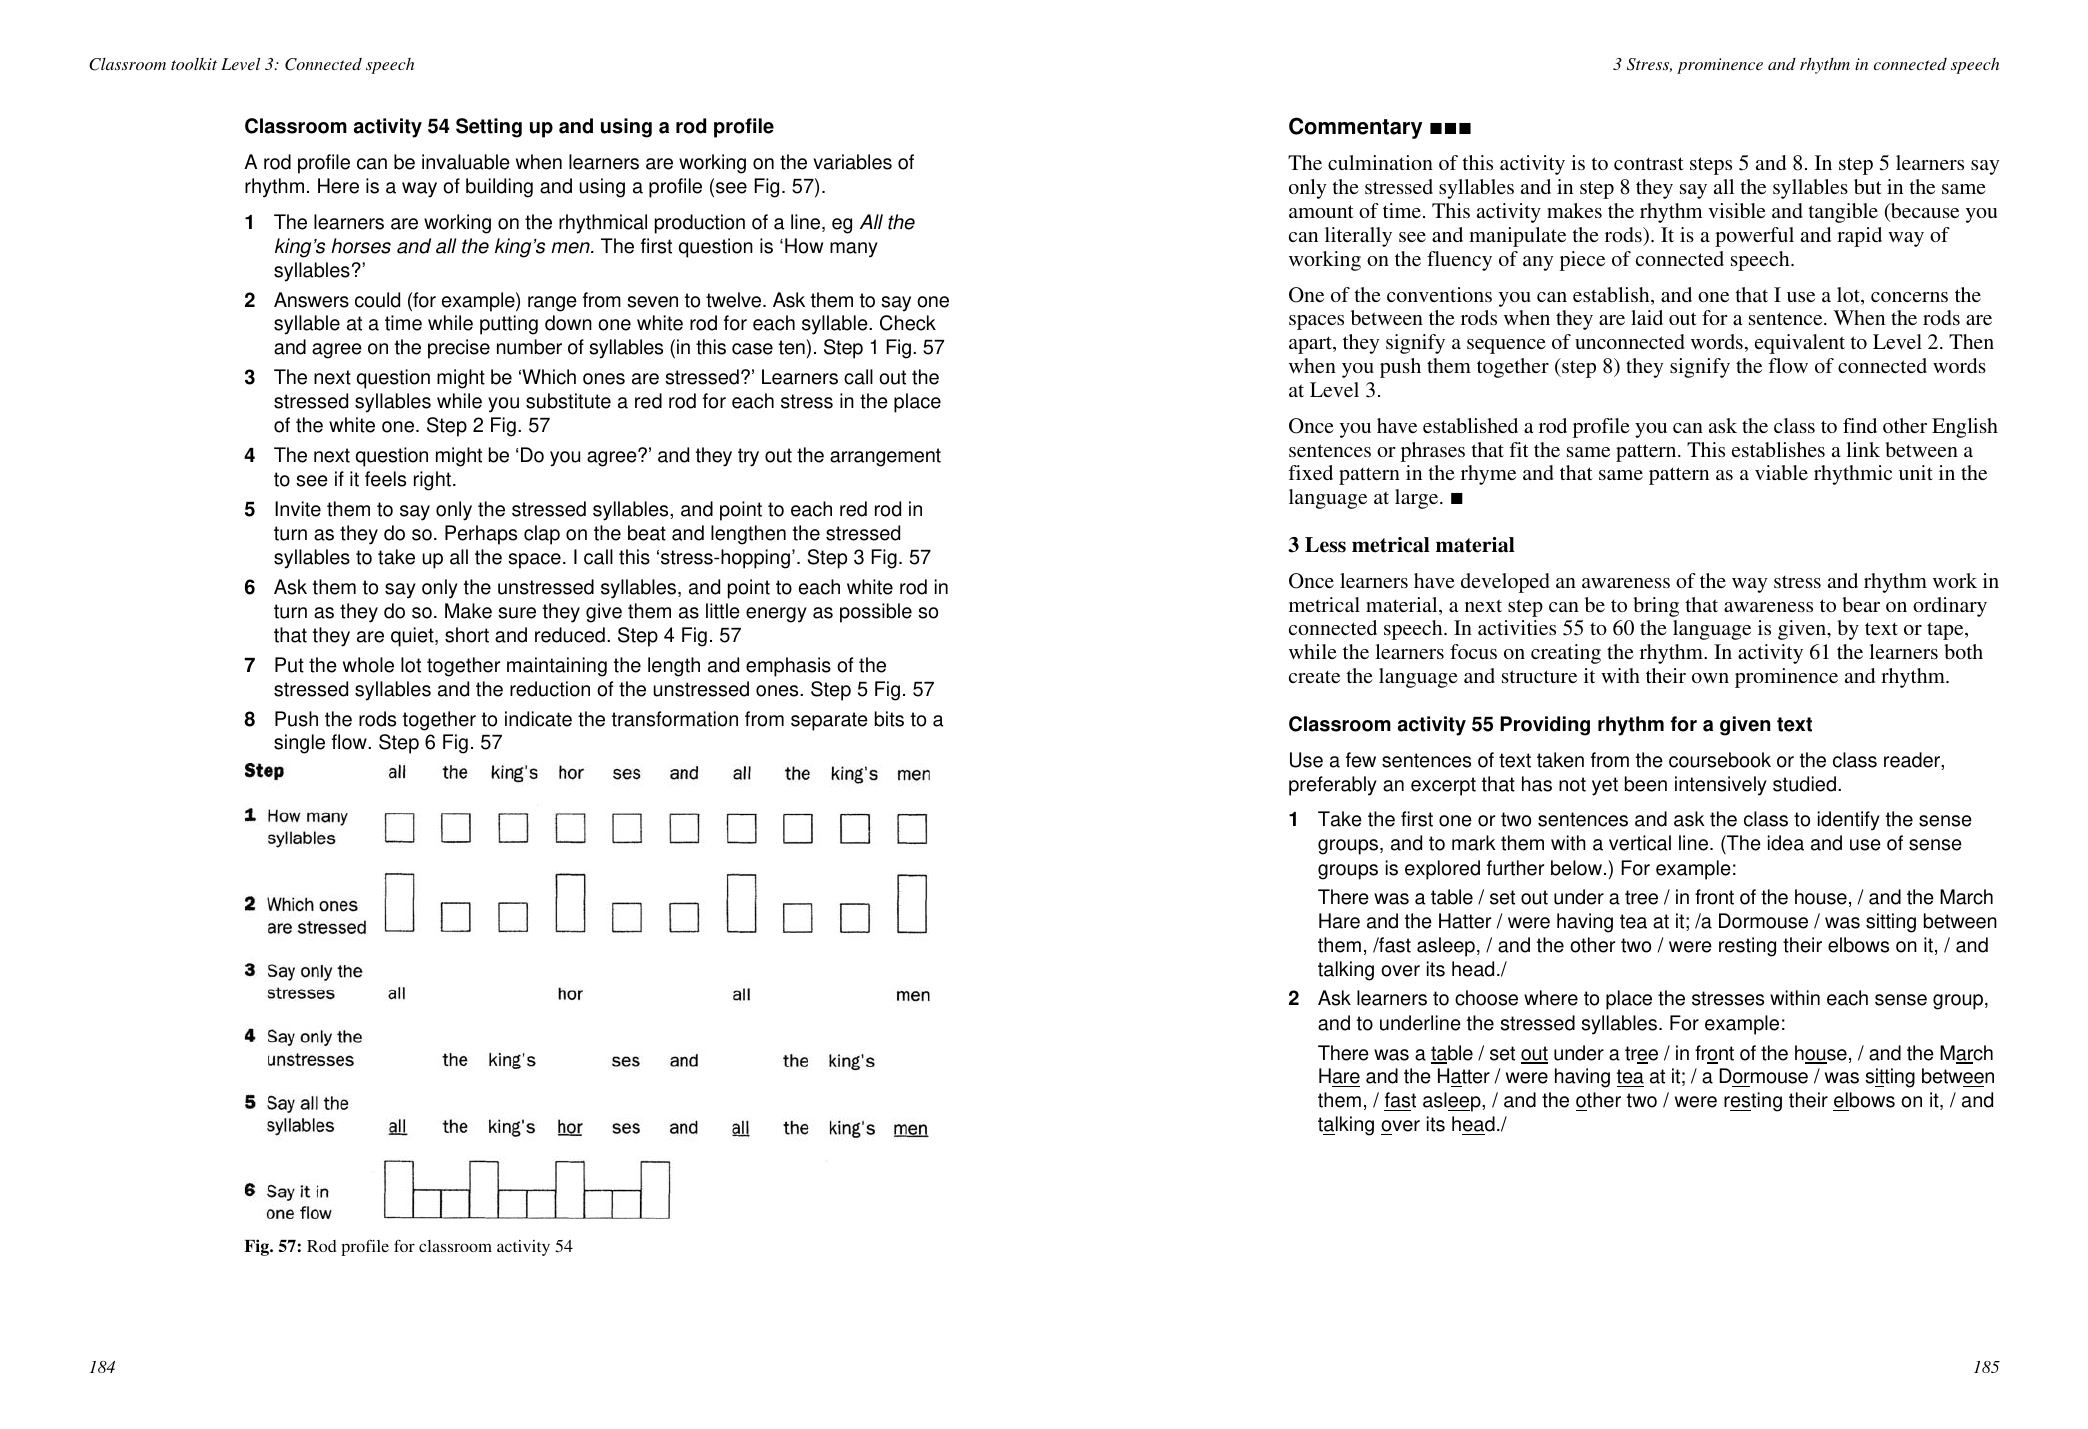 Classroom toolkit Level 3: Connected speech
Classroom activity 54 Setting up and using a rod profile
A rod profile can be invaluable when learners are working on the variables of
rhythm. Here is a way of building and using a profile (see Fig. 57).
1 The learners are working on the rhythmical production of a line, eg All the
king's horses and all the king's men. The first question is ‘How many
syllables?’
2 Answers could (for example) range from seven to twelve. Ask them to say one
syllable at a time while putting down one white rod for each syllable. Check
and agree on the precise number of syllables (in this case ten). Step 1 Fig. 57
3 The next question might be ‘Which ones are stressed?’ Learners call out the
stressed syllables while you substitute a red rod for each stress in the place
of the white one. Step 2 Fig. 57
4 The next question might be ‘Do you agree?’ and they try out the arrangement
to see if it feels right.
5 Invite them to say only the stressed syllables, and point to each red rod in
turn as they do so. Perhaps clap on the beat and lengthen the stressed
syllables to take up all the space. I call this ‘stress-hopping’. Step 3 Fig. 57
6 Ask them to say only the unstressed syllables, and point to each white rod in
turn as they do so. Make sure they give them as little energy as possible so
that they are quiet, short and reduced. Step 4 Fig. 57
7 Put the whole lot together maintaining the length and emphasis of the
stressed syllables and the reduction of the unstressed ones. Step 5 Fig. 57
8 Push the rods together to indicate the transformation from separate bits to a
single flow. Step 6 Fig. 57
Step all the king's hor ses and all the king's men
1 How many
syllables
2 Which ones
are stressed
3 Say only the
stresses all hor all men
4 Say only the
unstresses the king's ses and the king's
5 Say all the
syllables all the king's hor ses and all the king's men
6 Say it in
one flow
Fig. 57: Rod profile for classroom activity 54
184
3 Stress, prominence and rhythm in connected speech
Commentary ■■■
The culmination of this activity is to contrast steps 5 and 8. In step 5 learners say
only the stressed syllables and in step 8 they say all the syllables but in the same
amount of time. This activity makes the rhythm visible and tangible (because you
can literally see and manipulate the rods). It is a powerful and rapid way of
working on the fluency of any piece of connected speech.
One of the conventions you can establish, and one that I use a lot, concerns the
spaces between the rods when they are laid out for a sentence. When the rods are
apart, they signify a sequence of unconnected words, equivalent to Level 2. Then
when you push them together (step 8) they signify the flow of connected words
at Level 3.
Once you have established a rod profile you can ask the class to find other English
sentences or phrases that fit the same pattern. This establishes a link between a
fixed pattern in the rhyme and that same pattern as a viable rhythmic unit in the
language at large. ■
3 Less metrical material
Once learners have developed an awareness of the way stress and rhythm work in
metrical material, a next step can be to bring that awareness to bear on ordinary
connected speech. In activities 55 to 60 the language is given, by text or tape,
while the learners focus on creating the rhythm. In activity 61 the learners both
create the language and structure it with their own prominence and rhythm.
Classroom activity 55 Providing rhythm for a given text
Use a few sentences of text taken from the coursebook or the class reader,
preferably an excerpt that has not yet been intensively studied.
1 Take the first one or two sentences and ask the class to identify the sense
groups, and to mark them with a vertical line. (The idea and use of sense
groups is explored further below.) For example:
There was a table / set out under a tree / in front of the house, / and the March
Hare and the Hatter / were having tea at it; /a Dormouse / was sitting between
them, /fast asleep, / and the other two / were resting their elbows on it, / and
talking over its head./
2 Ask learners to choose where to place the stresses within each sense group,
and to underline the stressed syllables. For example:
There was a table / set out under a tree / in front of the house, / and the March
Hare and the Hatter / were having tea at it; / a Dormouse / was sitting between
them, / fast asleep, / and the other two / were resting their elbows on it, / and
talking over its head./
185